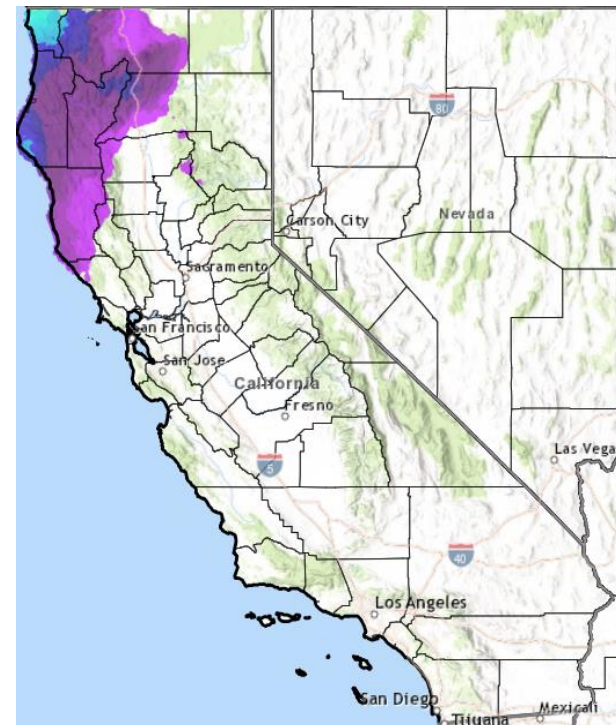 80
Carson City
Nevada
Sacramento
San Francisco
San Jose
California
Fresno
Las Vega
5
40
Los Angeles
San Diego
Tijuana
Mexicali